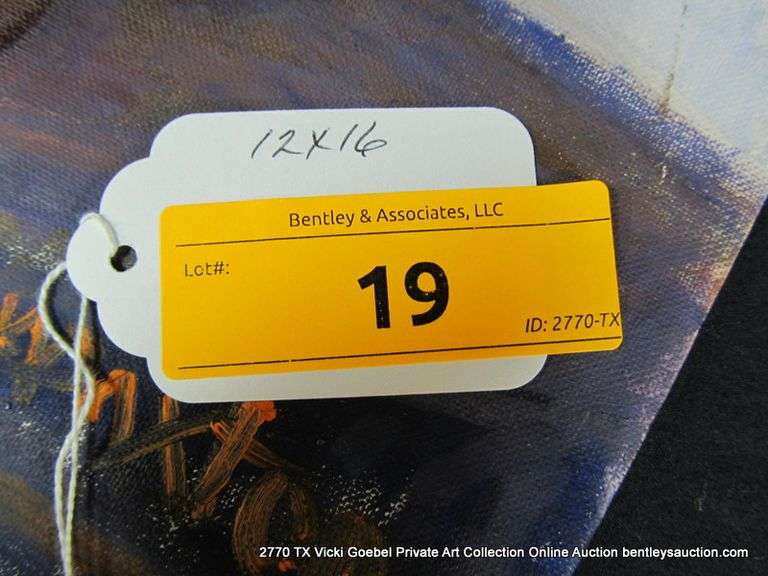 12x16
Bentley & Associates, LLC
Lot#:
19
ID: 2770-TX
2770 TX Vicki Goebel Private Art Collection Online Auction bentleysauction.com